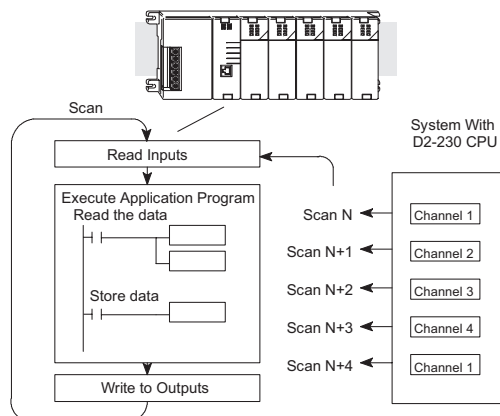 Scan
System With
D2-230 CPU
Read Inputs
Execute Application Program
Read the data
Store data
Write to Outputs
Scan N
Channel 1
Scan N+1
Channel 2
Scan N+2
Channel 3
Scan N+3
Channel 4
Scan N+4
Channel 1